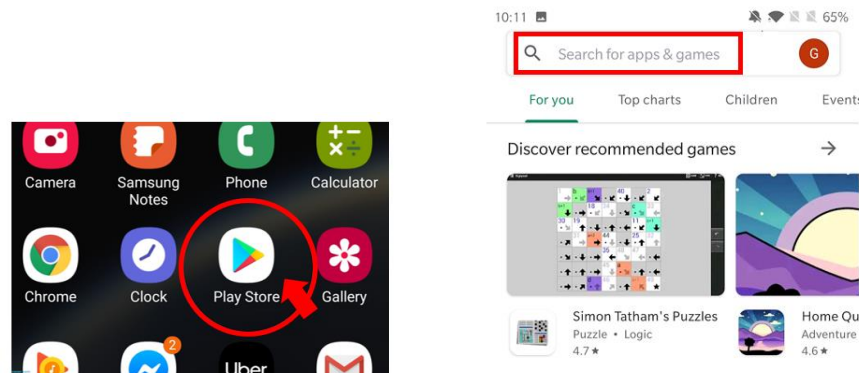 Camera
Samsung
Notes
Phone
Calculator
Chrome
Clock
Play Store
Gallery
2
Uber
10:11
65%
Search for apps & games
G
For you
Top charts
Children
Events
Discover recommended games
Simon Tatham's Puzzles
Puzzle • Logic
4.7★
Home Qu
Adventure
4.6★